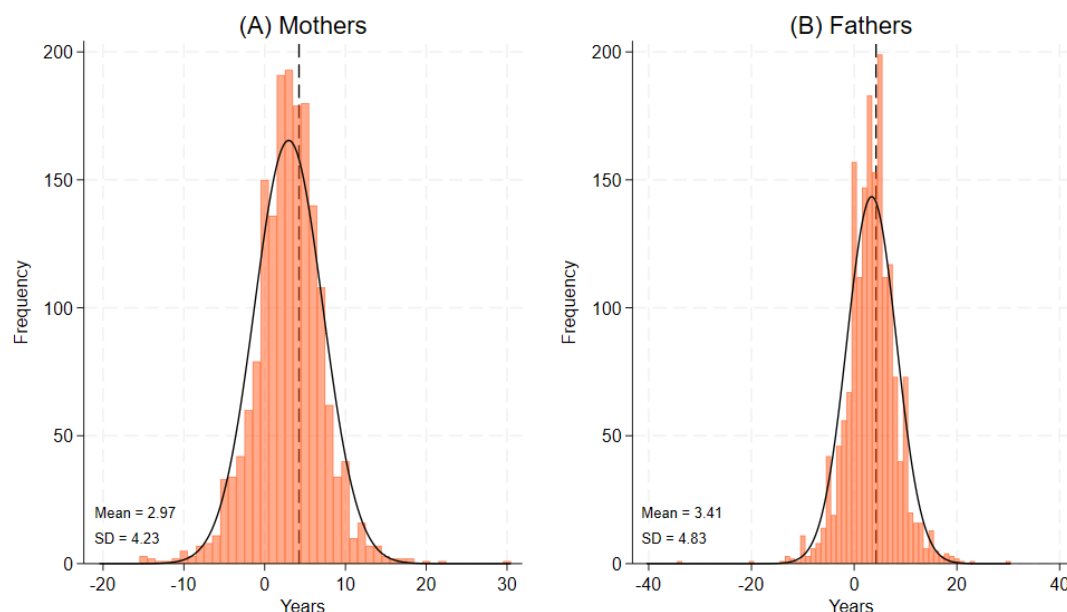 (A) Mothers
200
150
100
50
0
Frequency
Mean = 2.97
SD = 4.23
-20 -10 0 10 20 30
Years
(B) Fathers
200
150
100
50
0
Frequency
Mean = 3.41
SD = 4.83
-40 -20 0 20 40
Years